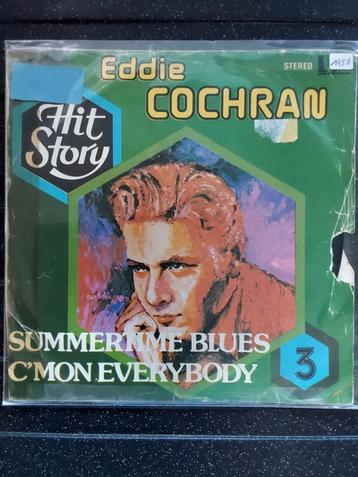 Eddie
STEREO
1958
COCHRAN
Hit
Story
SUMMERTIME BLUES
C'MON EVERYBODY
3